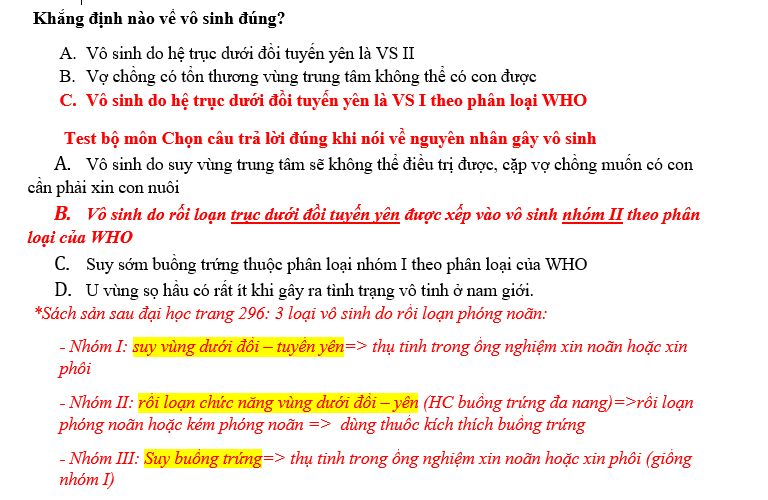 Khẳng định nào về vô sinh đúng?
A. Vô sinh do hệ trục dưới đồi tuyến yên là VS II
B. Vợ chồng có tổn thương vùng trung tâm không thể có con được
C. Vô sinh do hệ trục dưới đồi tuyến yên là VS I theo phân loại WHO
Test bộ môn Chọn câu trả lời đúng khi nói về nguyên nhân gây vô sinh
A. Vô sinh do suy vùng trung tâm sẽ không thể điều trị được, cặp vợ chồng muốn có con
cần phải xin con nuôi
B. Vô sinh do rối loạn trục dưới đồi tuyến yên được xếp vào vô sinh nhóm II theo phân
loại của WHO
C. Suy sớm buồng trứng thuộc phân loại nhóm I theo phân loại của WHO
D. U vùng sọ hầu có rất ít khi gây ra tình trạng vô tinh ở nam giới.
*Sách sản sau đại học trang 296: 3 loại vô sinh do rối loạn phóng noãn:
- Nhóm I: suy vùng dưới đồi – tuyến yên=> thụ tinh trong ống nghiệm xin noãn hoặc xin
phôi
- Nhóm II: rối loạn chức năng vùng dưới đồi – yên (HC buồng trứng đa nang)=>rối loạn
phóng noãn hoặc kém phóng noãn => dùng thuốc kích thích buồng trứng
- Nhóm III: Suy buồng trứng=> thụ tinh trong ống nghiệm xin noãn hoặc xin phôi (giống
nhóm I)